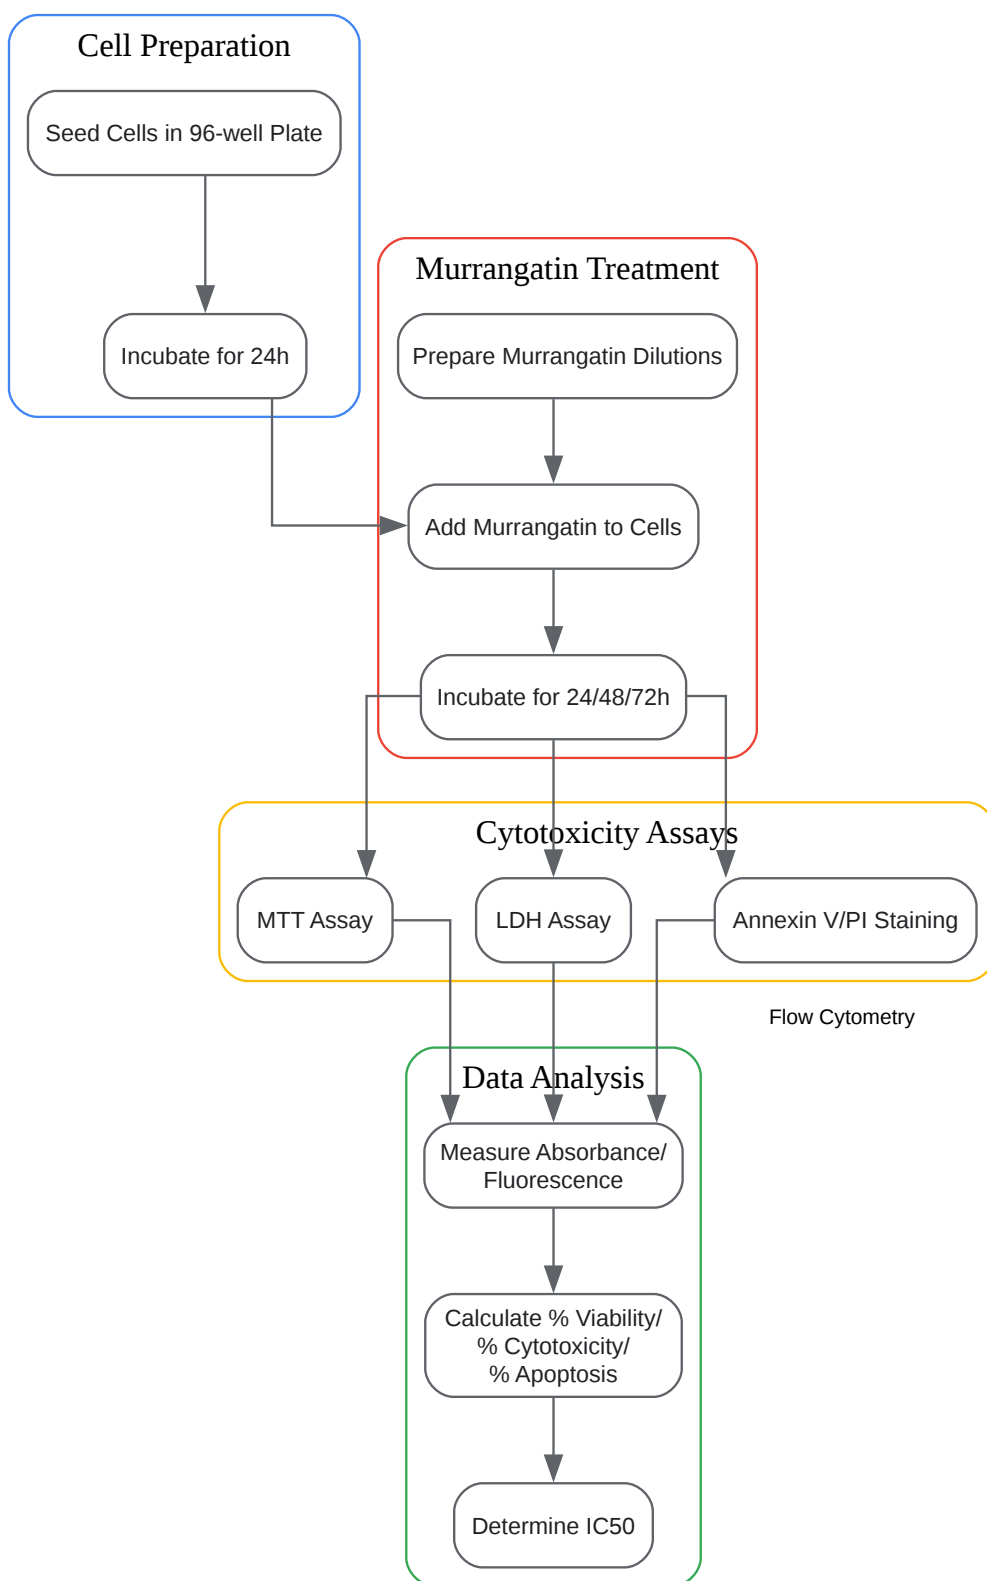 Cell Preparation
Seed Cells in 96-well Plate
Incubate for 24h
Murrangatin Treatment
Prepare Murrangatin Dilutions
Add Murrangatin to Cells
Incubate for 24/48/72h
Cytotoxicity Assays
MTT Assay
LDH Assay
Annexin V/PI Staining
Flow Cytometry
Data Analysis
Measure Absorbance/
Fluorescence
Calculate % Viability/
% Cytotoxicity/
% Apoptosis
Determine IC50